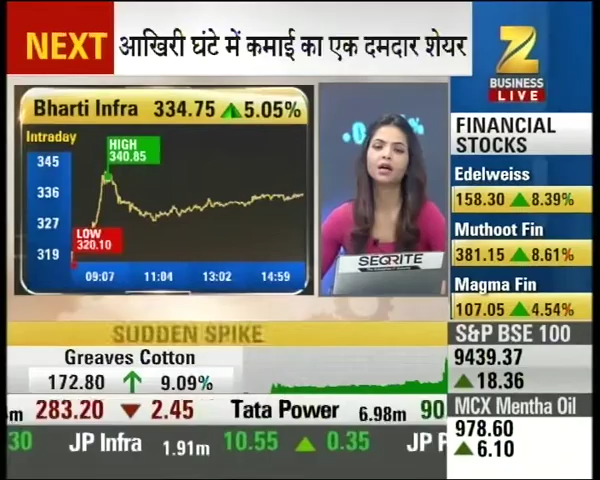 NEXT
आखिरी घंटे में कमाई का एक दमदार शेयर
Z
BUSINESS
LIVE
Bharti Infra 334.75 ▲ 5.05%
Intraday
HIGH
340.85
345
336
327
319
LOW
320.10
09:07 11:04 13:02 14:59
SEQRITE
FINANCIAL
STOCKS
Edelweiss
158.30 ▲ 8.39%
Muthoot Fin
381.15 ▲ 8.61%
Magma Fin
107.05 ▲ 4.54%
SUDDEN SPIKE
Greaves Cotton
172.80 ↑ 9.09%
S&P BSE 100
9439.37
▲ 18.36
MCX Mentha Oil
978.60
▲ 6.10
m 283.20 ▼ 2.45 Tata Power 6.98m 90
30 JP Infra 1.91m 10.55 ▲ 0.35 JP P